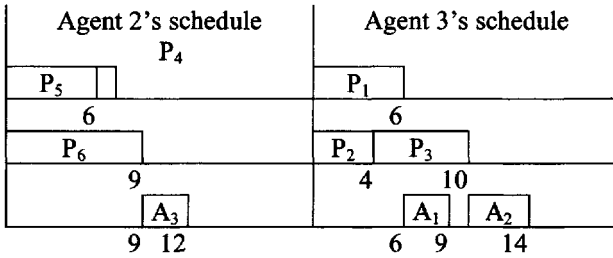 Agent 2's schedule Agent 3's schedule
P4
P5 P1
6 6
P6 P2 P3
9 4 10
A3 A1 A2
9 12 6 9 14